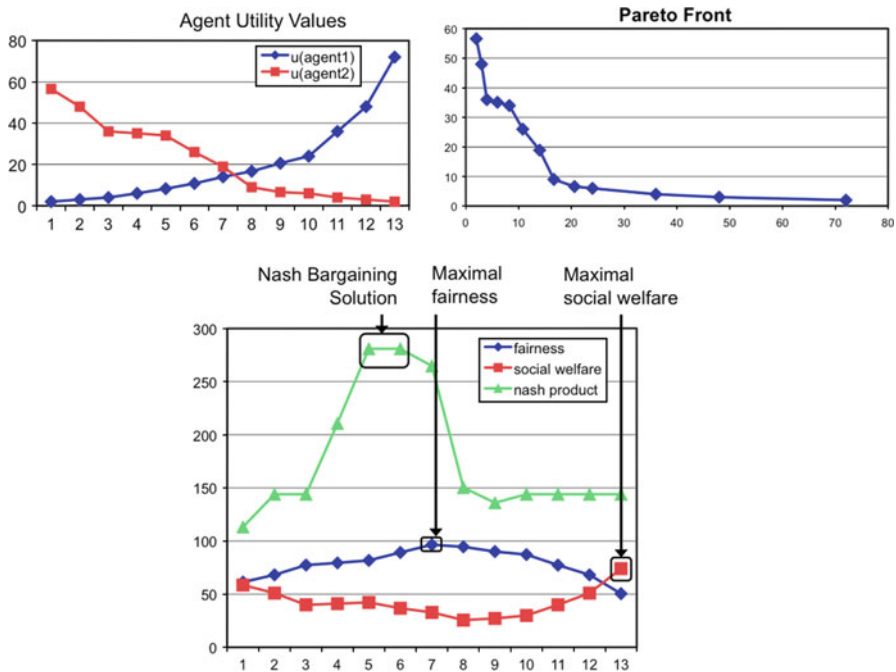 Agent Utility Values
80
60
40
20
0
u(agent1)
u(agent2)
1 2 3 4 5 6 7 8 9 10 11 12 13
Pareto Front
60
50
40
30
20
10
0
0 10 20 30 40 50 60 70 80
Nash Bargaining
Solution
Maximal
fairness
Maximal
social welfare
300
250
200
150
100
50
0
fairness
social welfare
nash product
1 2 3 4 5 6 7 8 9 10 11 12 13